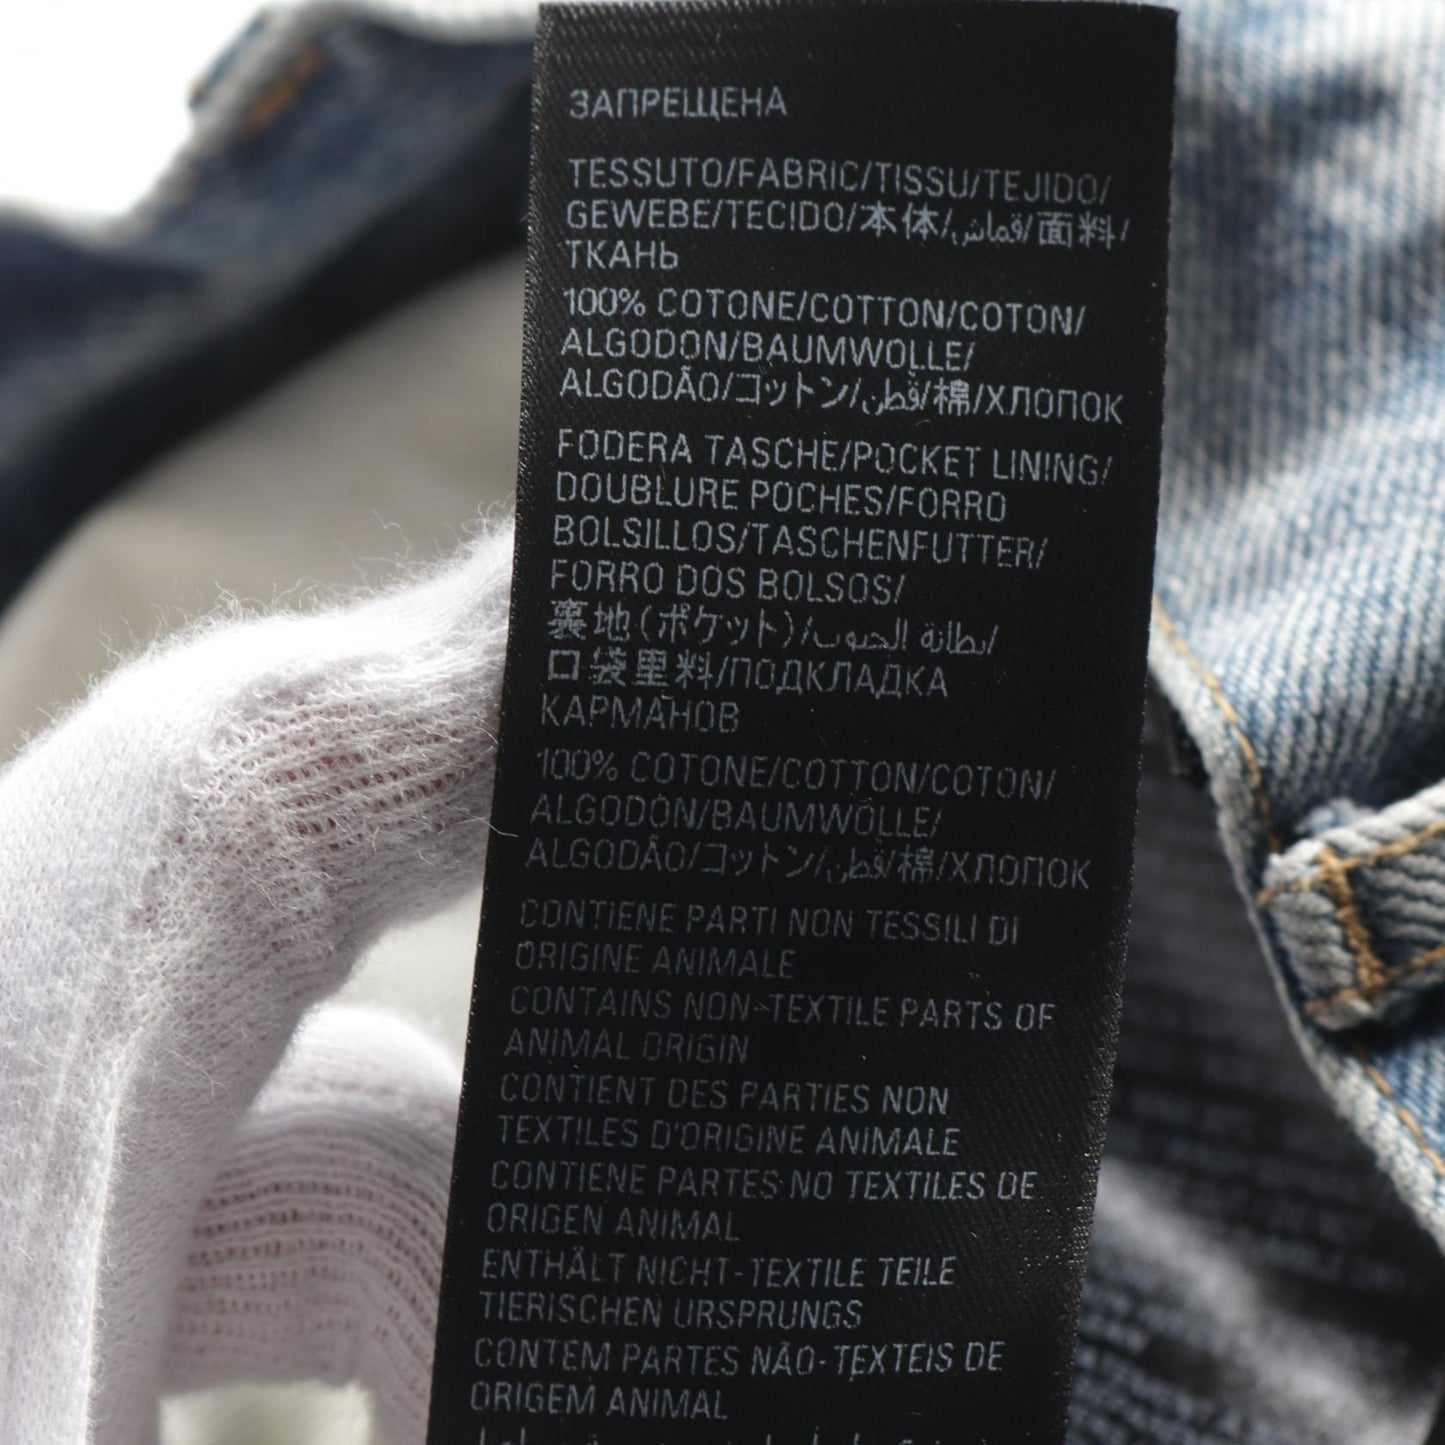 ЗАПРЕЩЕНА
TESSUTO/FABRIC/TISSU/TEJIDO/
GEWEBE/TECIDO/本体/قماش/面料/
ТКАНЬ
100% COTONE/COTTON/COTON/
ALGODON/BAUMWOLLE/
ALGODÃO/コットン/قطن/棉/ХЛОПОК
FODERA TASCHE/POCKET LINING/
DOUBLURE POCHES/FORRO
BOLSILLOS/TASCHENFUTTER/
FORRO DOS BOLSOS/
裏地(ポケット)/بطانة الجيوب/
口袋里料/ПОДКЛАДКА
КАРМАНОВ
100% COTONE/COTTON/COTON/
ALGODON/BAUMWOLLE/
ALGODÃO/コットン/قطن/棉/ХЛОПОК
CONTIENE PARTI NON TESSILI DI
ORIGINE ANIMALE
CONTAINS NON-TEXTILE PARTS OF
ANIMAL ORIGIN
CONTIENT DES PARTIES NON
TEXTILES D'ORIGINE ANIMALE
CONTIENE PARTES NO TEXTILES DE
ORIGEN ANIMAL
ENTHÄLT NICHT-TEXTILE TEILE
TIERISCHEN URSPRUNGS
CONTEM PARTES NÃO-TEXTEIS DE
ORIGEM ANIMAL